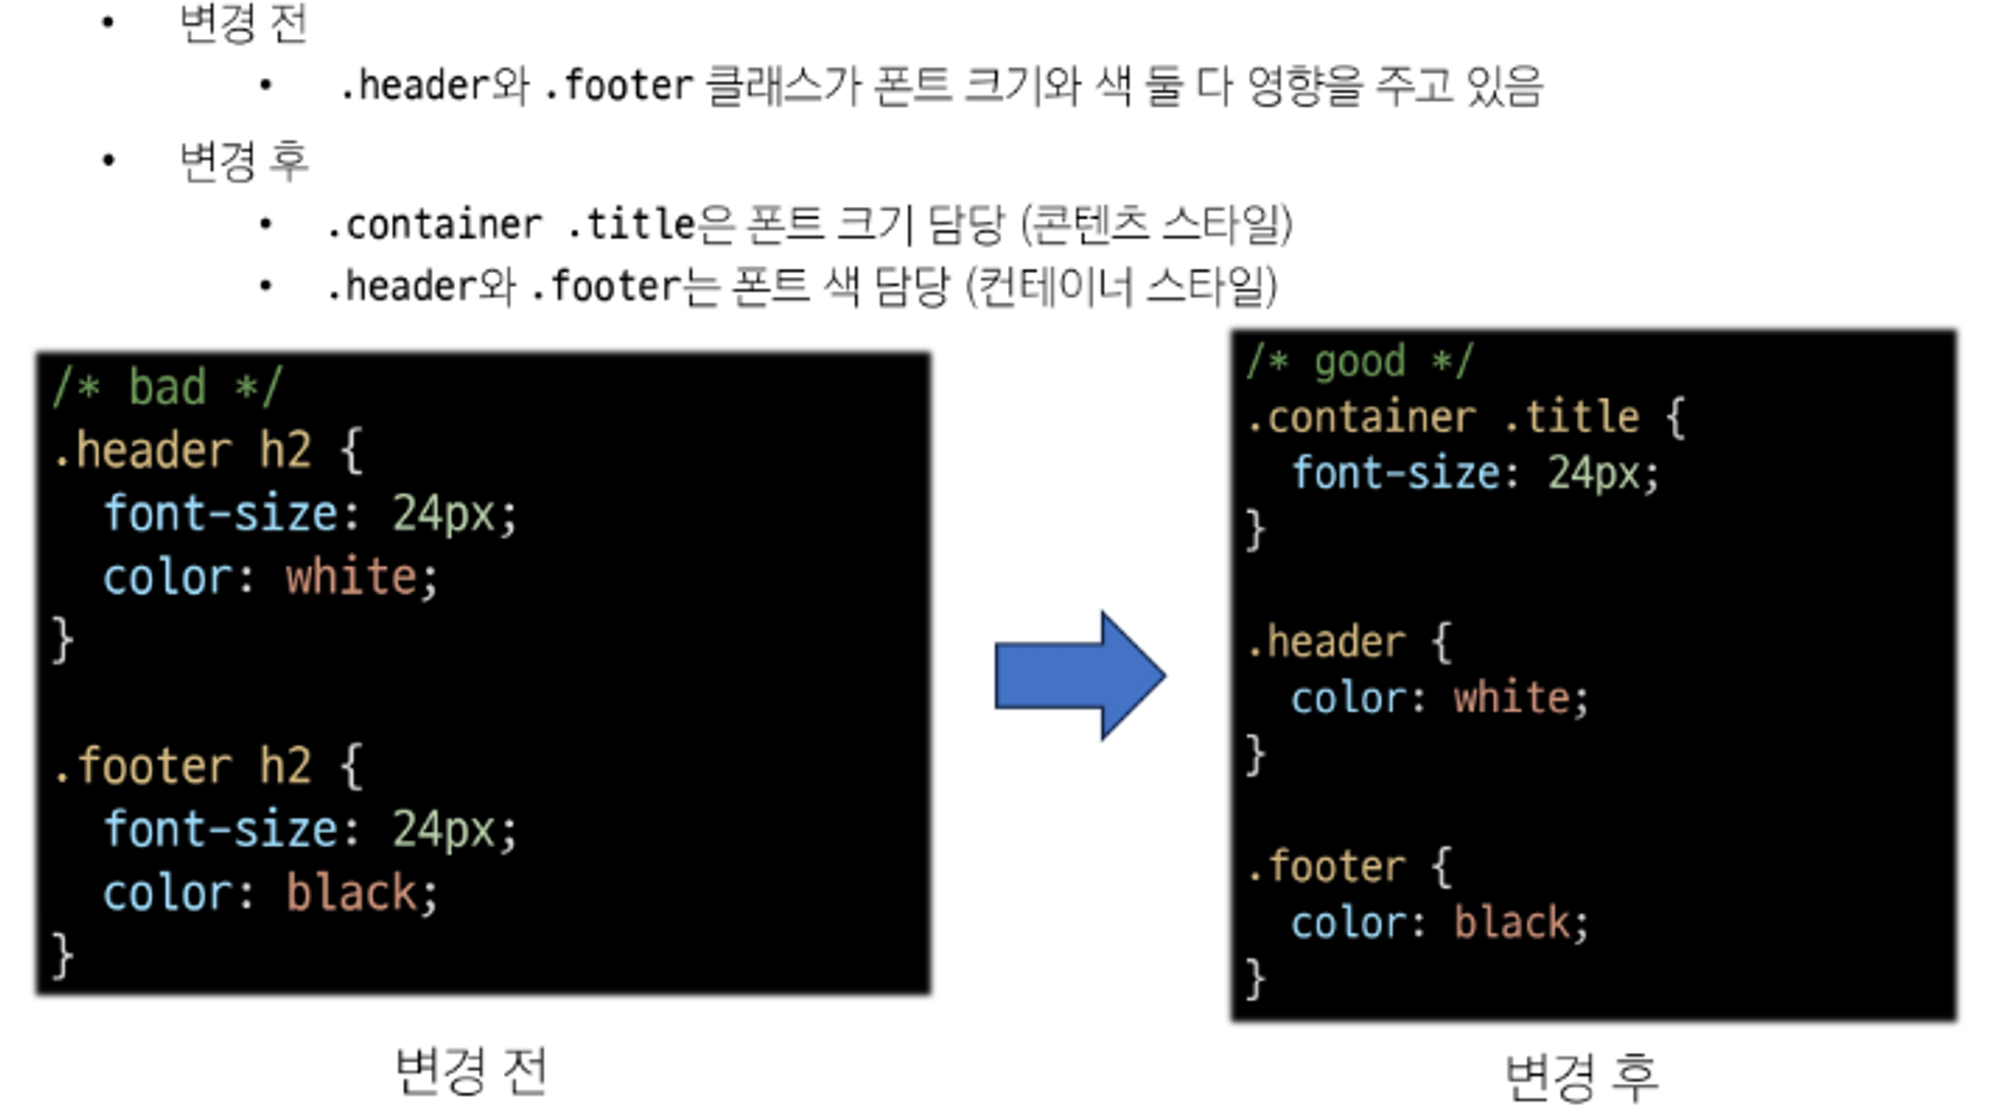 • 변경 전
• .header와 .footer 클래스가 폰트 크기와 색 둘 다 영향을 주고 있음
• 변경 후
• .container .title은 폰트 크기 담당 (콘텐츠 스타일)
• .header와 .footer는 폰트 색 담당 (컨테이너 스타일)
/* bad */
.header h2 {
font-size: 24px;
color: white;
}
.footer h2 {
font-size: 24px;
color: black;
}
변경 전
/* good */
.container .title {
font-size: 24px;
}
.header {
color: white;
}
.footer {
color: black;
}
변경 후